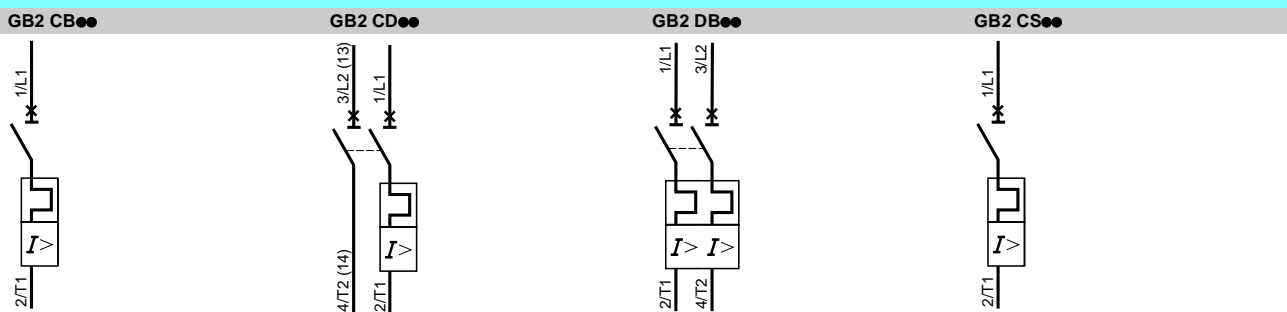 GB2 CB●●
GB2 CD●●
GB2 DB●●
GB2 CS●●
1/L1
3/L2 (13)
1/L1
1/L1
3/L2
1/L1
I>
I>
I> I>
I>
2/T1
4/T2 (14)
2/T1
2/T1
4/T2
2/T1